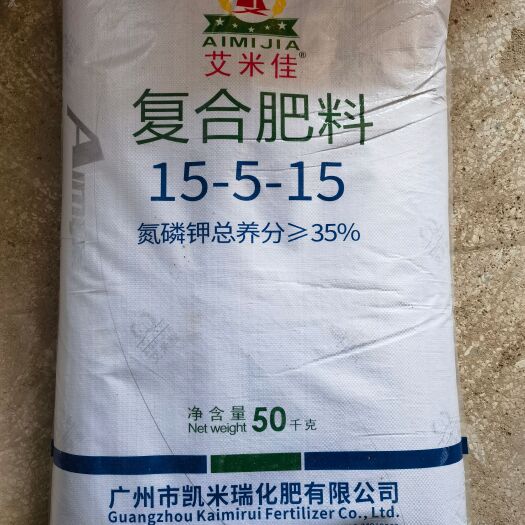 AIMIJIA
艾米佳®
复合肥料
15-5-15
氮磷钾总养分≥35%
净含量 50千克
Net weight
广州市凯米瑞化肥有限公司
Guangzhou Kaimirui Fertilizer Co., Ltd.